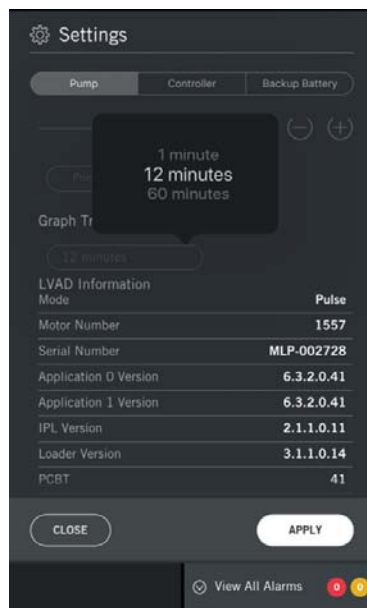 Settings
Pump Controller Backup Battery
1 minute
12 minutes
60 minutes
Graph
12 minutes
LVAD Information
Mode Pulse
Motor Number 1557
Serial Number MLP-002728
Application 0 Version 6.3.2.0.41
Application 1 Version 6.3.2.0.41
IPL Version 2.1.1.0.11
Loader Version 3.1.1.0.14
PCBT 41
CLOSE APPLY
View All Alarms 0 0